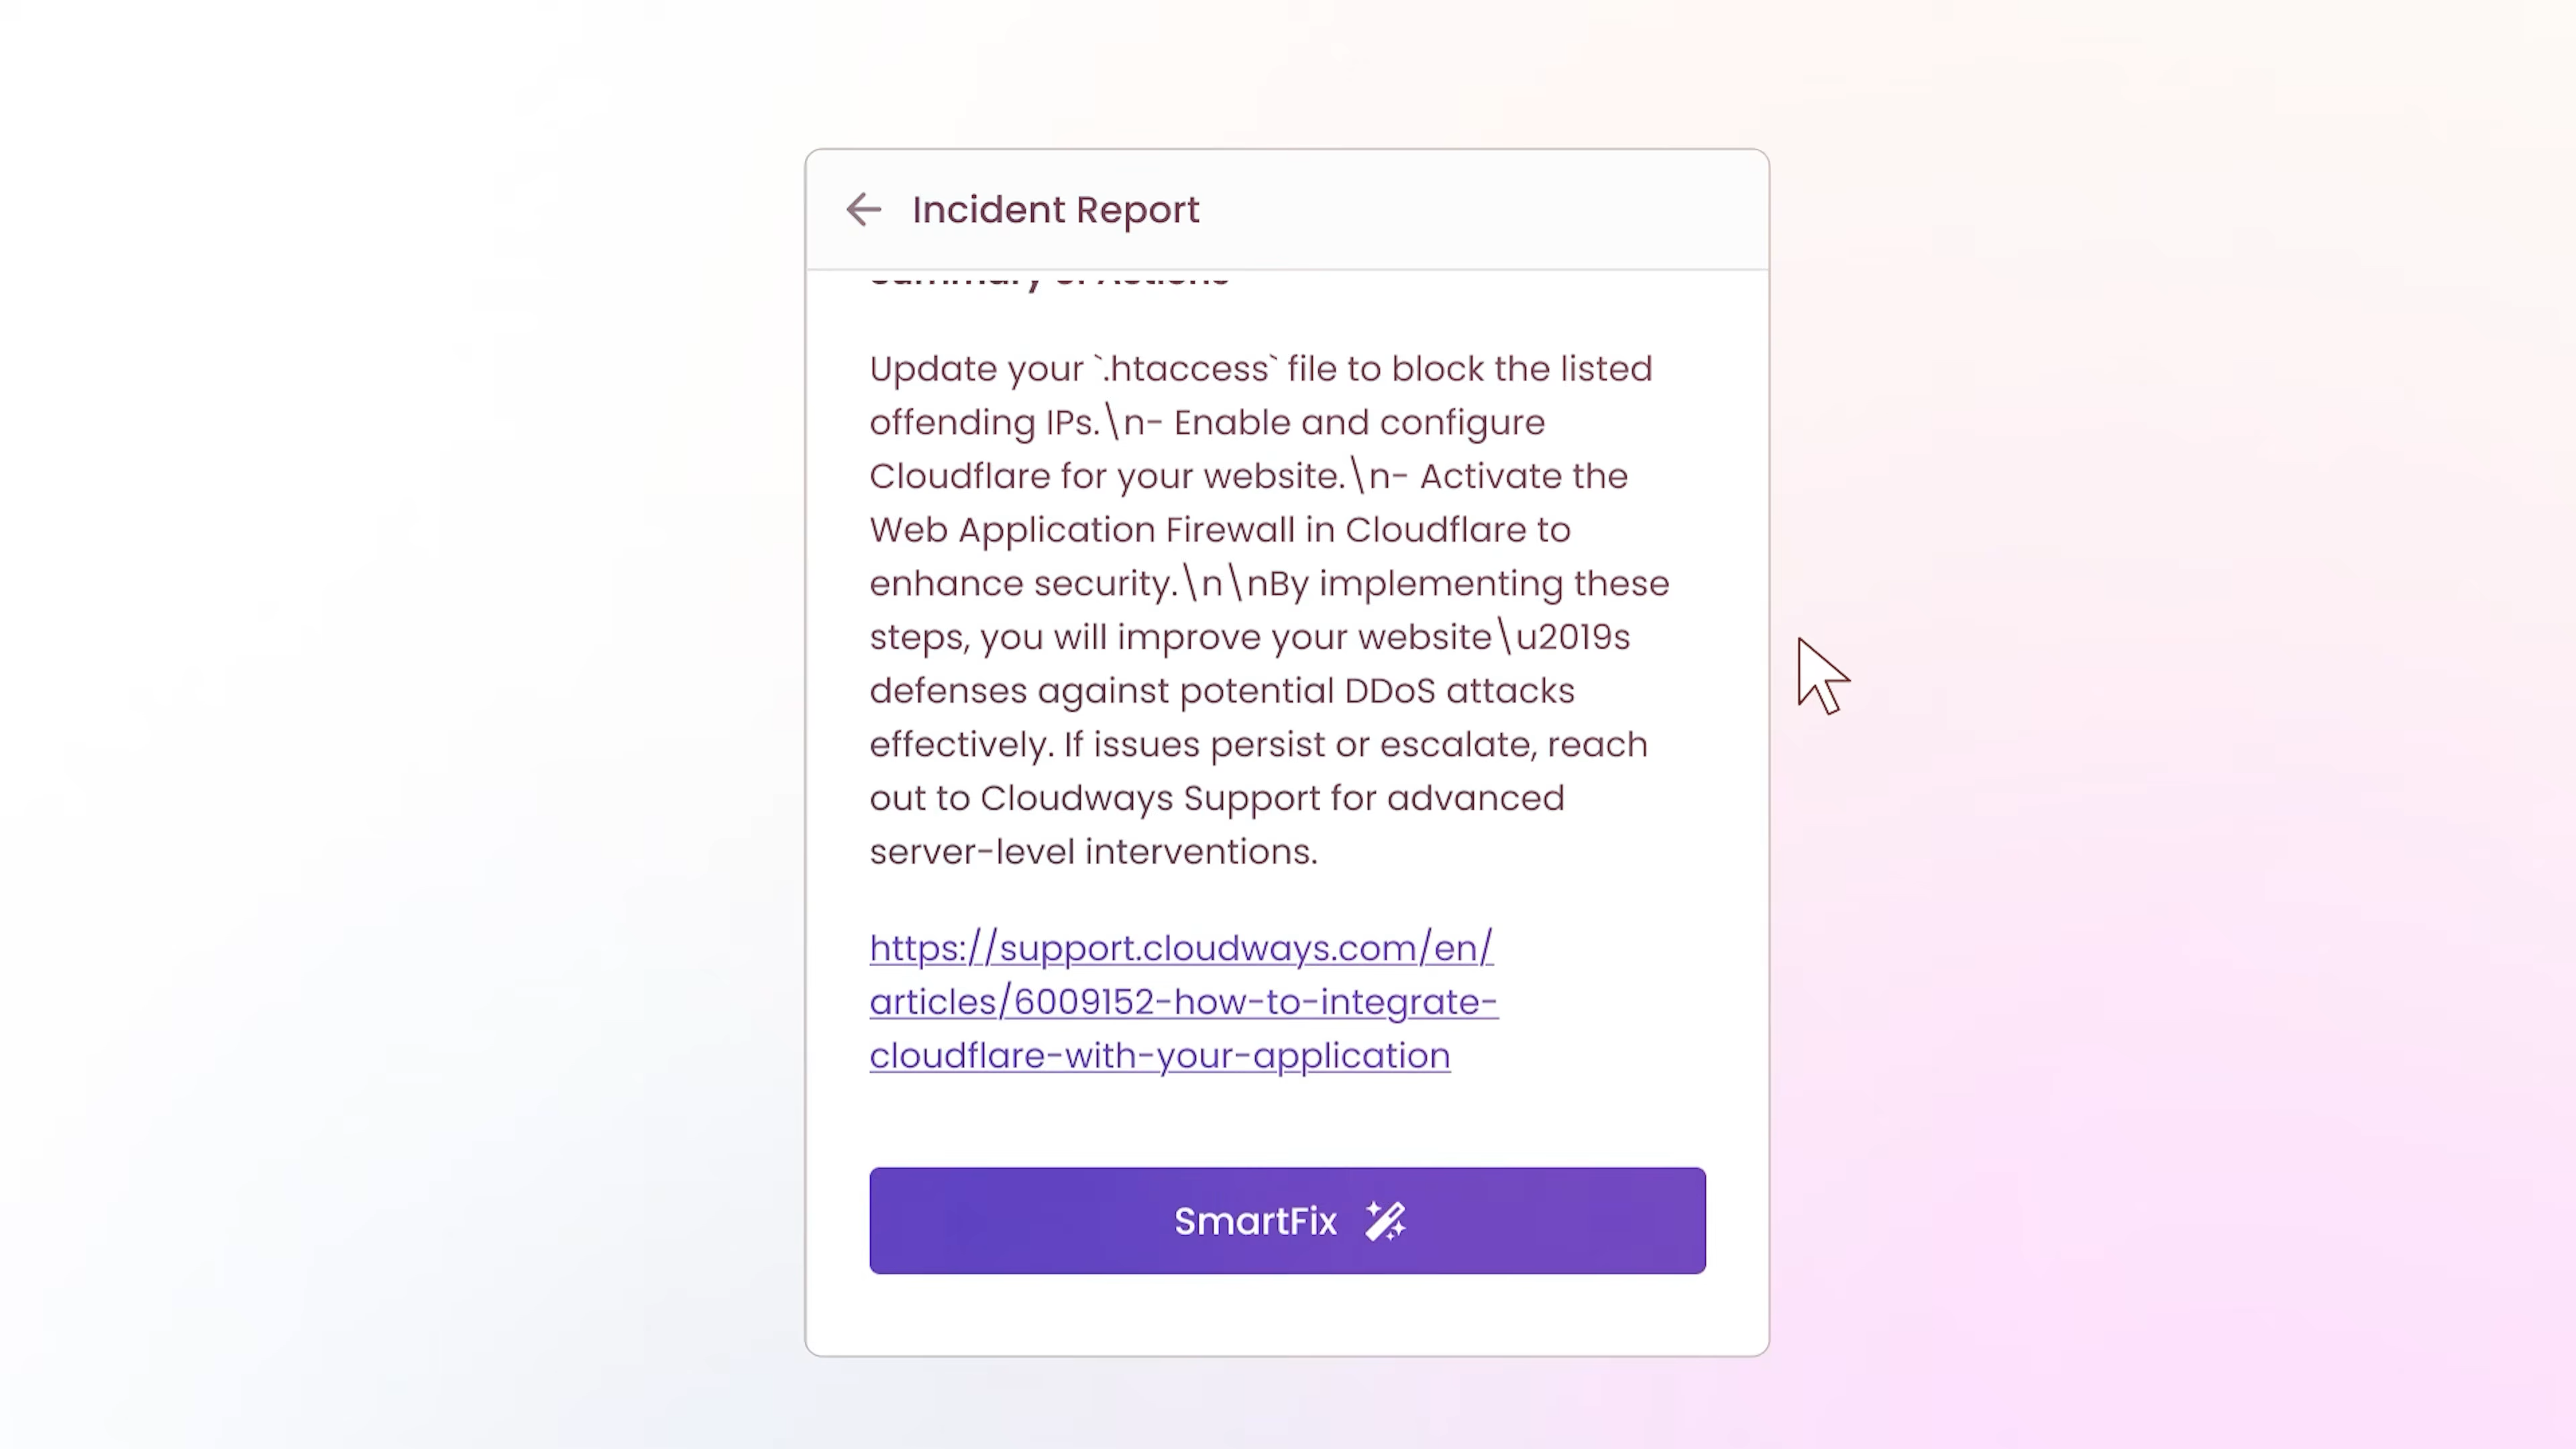 Incident Report
Summary of Actions
Update your `.htaccess` file to block the listed
offending IPs.\n- Enable and configure
Cloudflare for your website.\n- Activate the
Web Application Firewall in Cloudflare to
enhance security.\n\nBy implementing these
steps, you will improve your website\u2019s
defenses against potential DDoS attacks
effectively. If issues persist or escalate, reach
out to Cloudways Support for advanced
server-level interventions.
https://support.cloudways.com/en/
articles/6009152-how-to-integrate-
cloudflare-with-your-application
SmartFix